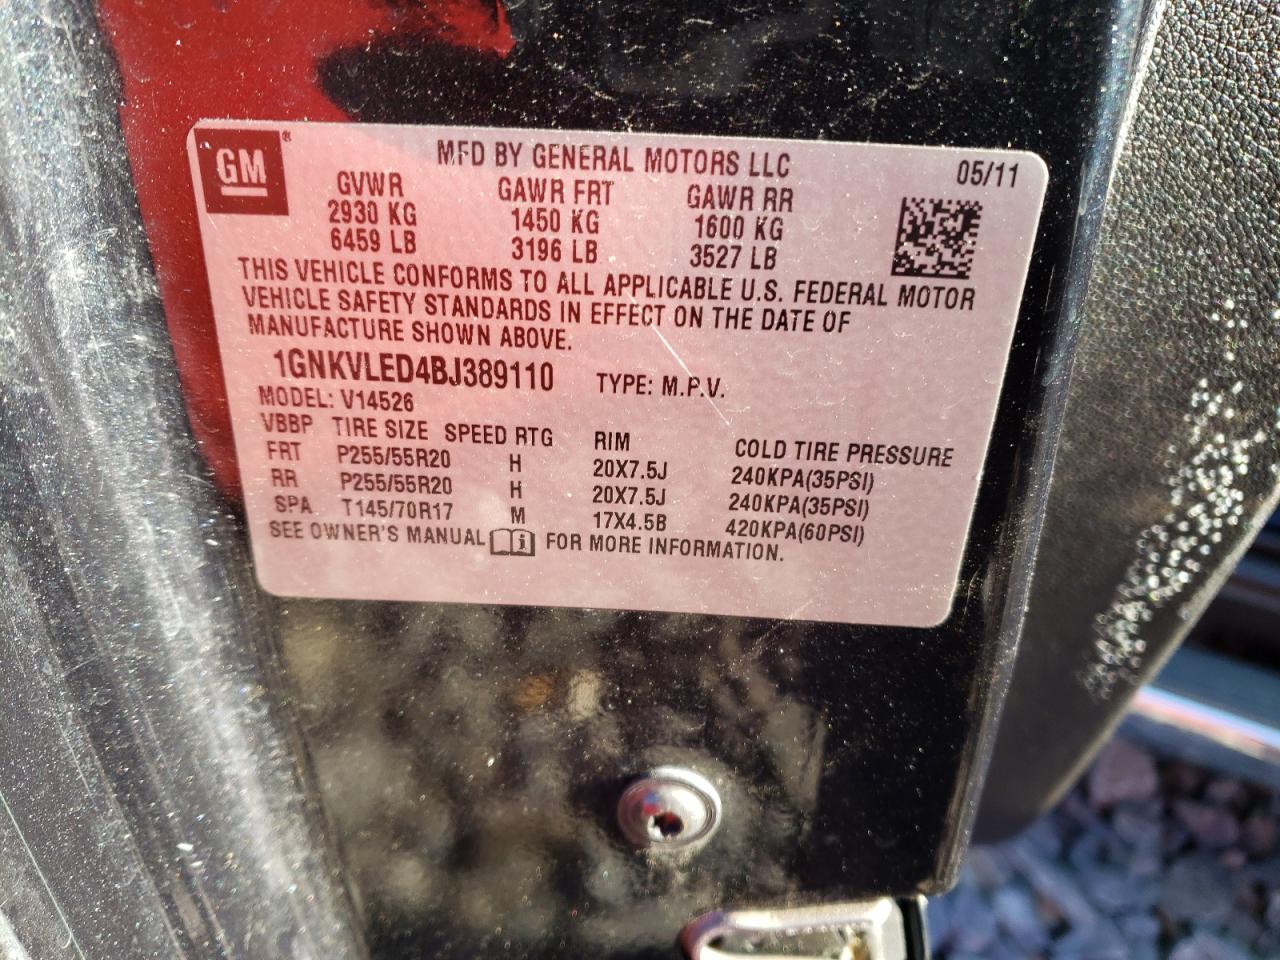 GM®
MFD BY GENERAL MOTORS LLC 05/11
GVWR GAWR FRT GAWR RR
2930 KG 1450 KG 1600 KG
6459 LB 3196 LB 3527 LB
THIS VEHICLE CONFORMS TO ALL APPLICABLE U.S. FEDERAL MOTOR
VEHICLE SAFETY STANDARDS IN EFFECT ON THE DATE OF
MANUFACTURE SHOWN ABOVE.
1GNKVLED4BJ389110 TYPE: M.P.V.
MODEL: V14526
VBBP TIRE SIZE SPEED RTG RIM COLD TIRE PRESSURE
FRT P255/55R20 H 20X7.5J 240KPA(35PSI)
RR P255/55R20 H 20X7.5J 240KPA(35PSI)
SPA T145/70R17 M 17X4.5B 420KPA(60PSI)
SEE OWNER'S MANUAL i FOR MORE INFORMATION.